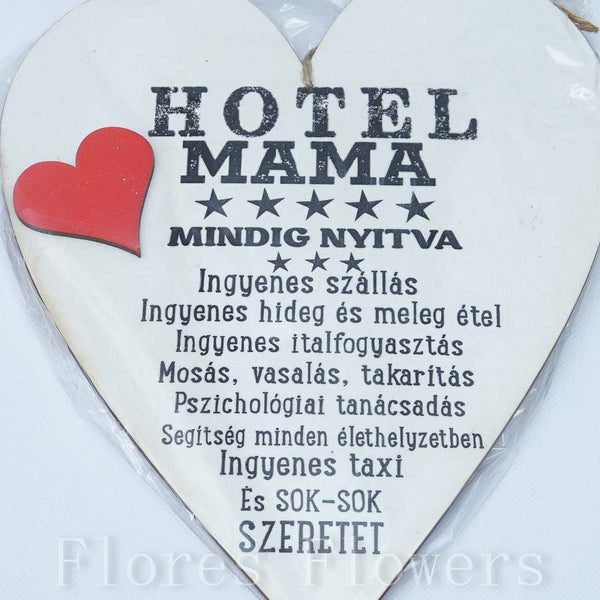 HOTEL
MAMA
★ ★ ★ ★ ★
MINDIG NYITVA
★ ★ ★
Ingyenes szállás
Ingyenes hideg és meleg étel
Ingyenes italfogyasztás
Mosás, vasalás, takarítás
Pszichológiai tanácsadás
Segítség minden élethelyzetben
Ingyenes taxi
És SOK-SOK
SZERETET
Flores Flowers